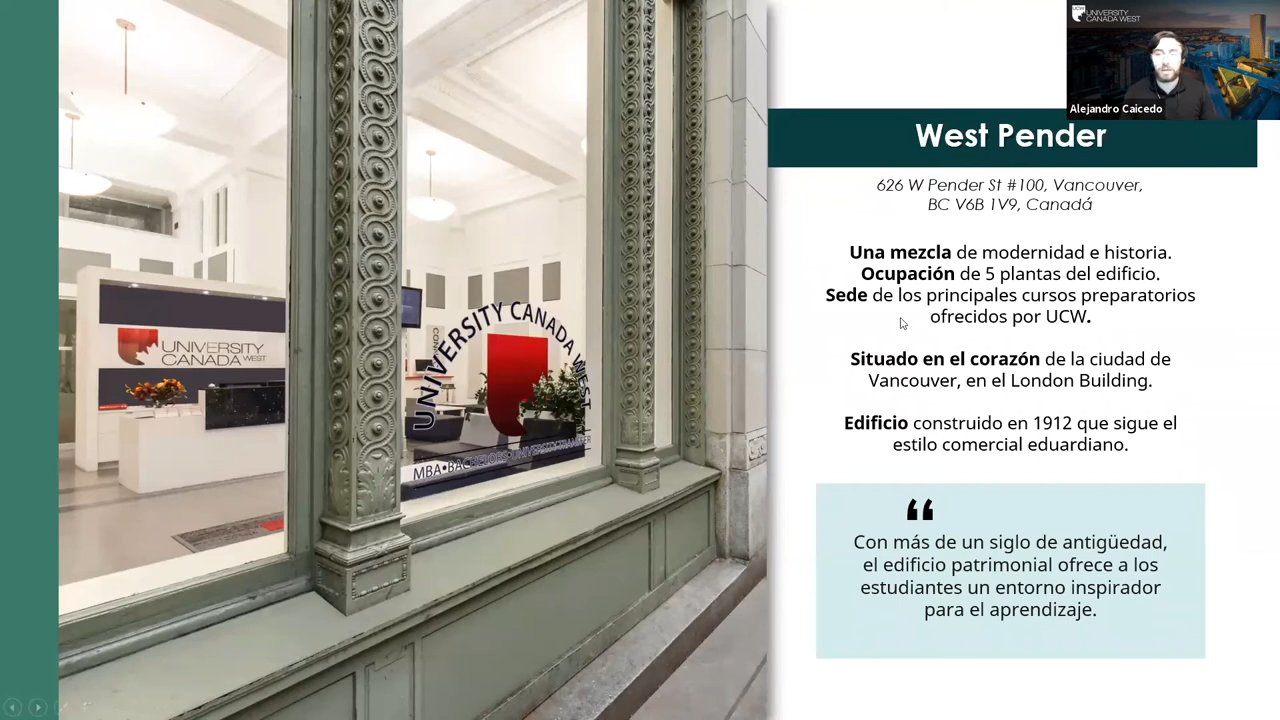 UNIVERSITY
CANADA WEST
Alejandro Caicedo
West Pender
626 W Pender St #100, Vancouver,
BC V6B 1V9, Canadá
Una mezcla de modernidad e historia.
Ocupación de 5 plantas del edificio.
Sede de los principales cursos preparatorios
ofrecidos por UCW.
Situado en el corazón de la ciudad de
Vancouver, en el London Building.
Edificio construido en 1912 que sigue el
estilo comercial eduardiano.
“
Con más de un siglo de antigüedad,
el edificio patrimonial ofrece a los
estudiantes un entorno inspirador
para el aprendizaje.
UNIVERSITY
CANADA WEST
UNIVERSITY CANADA WEST
MBA•BACHELORS•UNIVERSITY TRANSFER